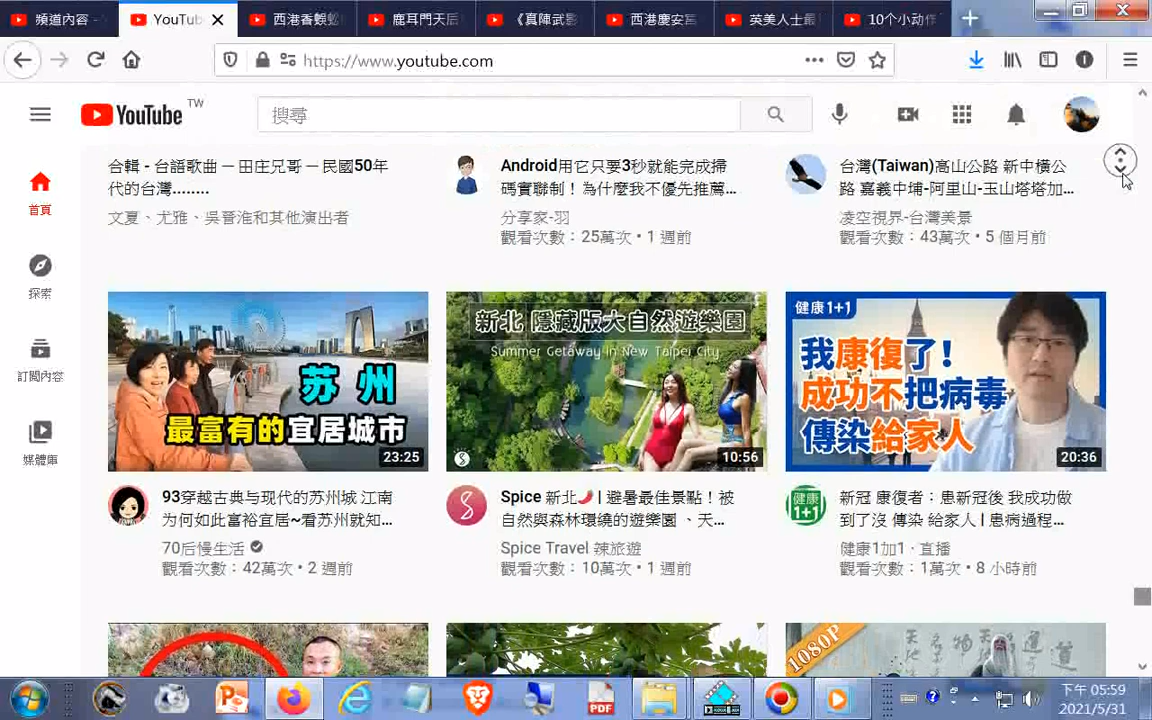 頻道內容
YouTub
西港香
鹿耳門天后
《真陣武
西港慶安宮
英美人士最
10个小动作
https://www.youtube.com
YouTube TW
搜尋
首頁
探索
訂閱內容
媒體庫
合輯 - 台語歌曲 － 田庄兄哥 － 民國50年
代的台灣.......
文夏、尤雅、吳晉淮和其他演出者
Android用它只要3秒就能完成掃
碼實聯制！為什麼我不優先推薦...
分享家-羽
觀看次數：25萬次 • 1 週前
台灣(Taiwan)高山公路 新中橫公
路 嘉義中埔-阿里山-玉山塔塔加...
凌空視界-台灣美景
觀看次數：43萬次 • 5 個月前
苏 州
最富有的宜居城市
23:25
新北 隱藏版大自然遊樂園
Summer Getaway in New Taipei City
10:56
健康1+1
我康復了！
成功不把病毒
傳染給家人
20:36
93穿越古典与现代的苏州城 江南
为何如此富裕宜居~看苏州就知...
70后慢生活
觀看次數：42萬次 • 2 週前
Spice 新北🌶️ | 避暑最佳景點！被
自然與森林環繞的遊樂園 、天...
Spice Travel 辣旅遊
觀看次數：10萬次 • 1 週前
健康
1+1
新冠 康復者：患新冠後 我成功做
到了沒 傳染 給家人 | 患病過程...
健康1加1 · 直播
觀看次數：1萬次 • 8 小時前
1080P
PDF
下午 05:59
2021/5/31